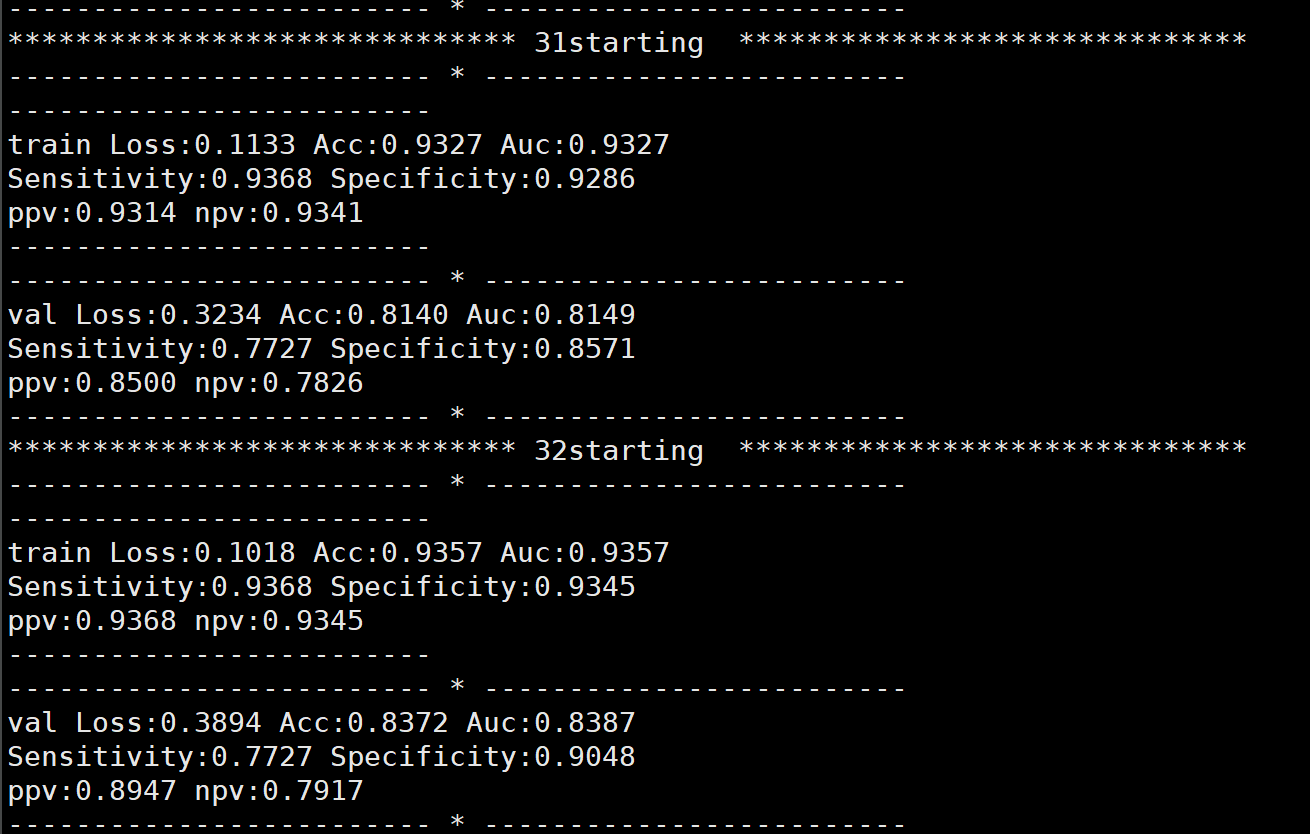 ------------------------- * -------------------------
****************************** 31starting  ******************************
------------------------- * -------------------------
-------------------------
train Loss:0.1133 Acc:0.9327 Auc:0.9327
Sensitivity:0.9368 Specificity:0.9286
ppv:0.9314 npv:0.9341
-------------------------
------------------------- * -------------------------
val Loss:0.3234 Acc:0.8140 Auc:0.8149
Sensitivity:0.7727 Specificity:0.8571
ppv:0.8500 npv:0.7826
------------------------- * -------------------------
****************************** 32starting  ******************************
------------------------- * -------------------------
-------------------------
train Loss:0.1018 Acc:0.9357 Auc:0.9357
Sensitivity:0.9368 Specificity:0.9345
ppv:0.9368 npv:0.9345
-------------------------
------------------------- * -------------------------
val Loss:0.3894 Acc:0.8372 Auc:0.8387
Sensitivity:0.7727 Specificity:0.9048
ppv:0.8947 npv:0.7917
------------------------- * -------------------------